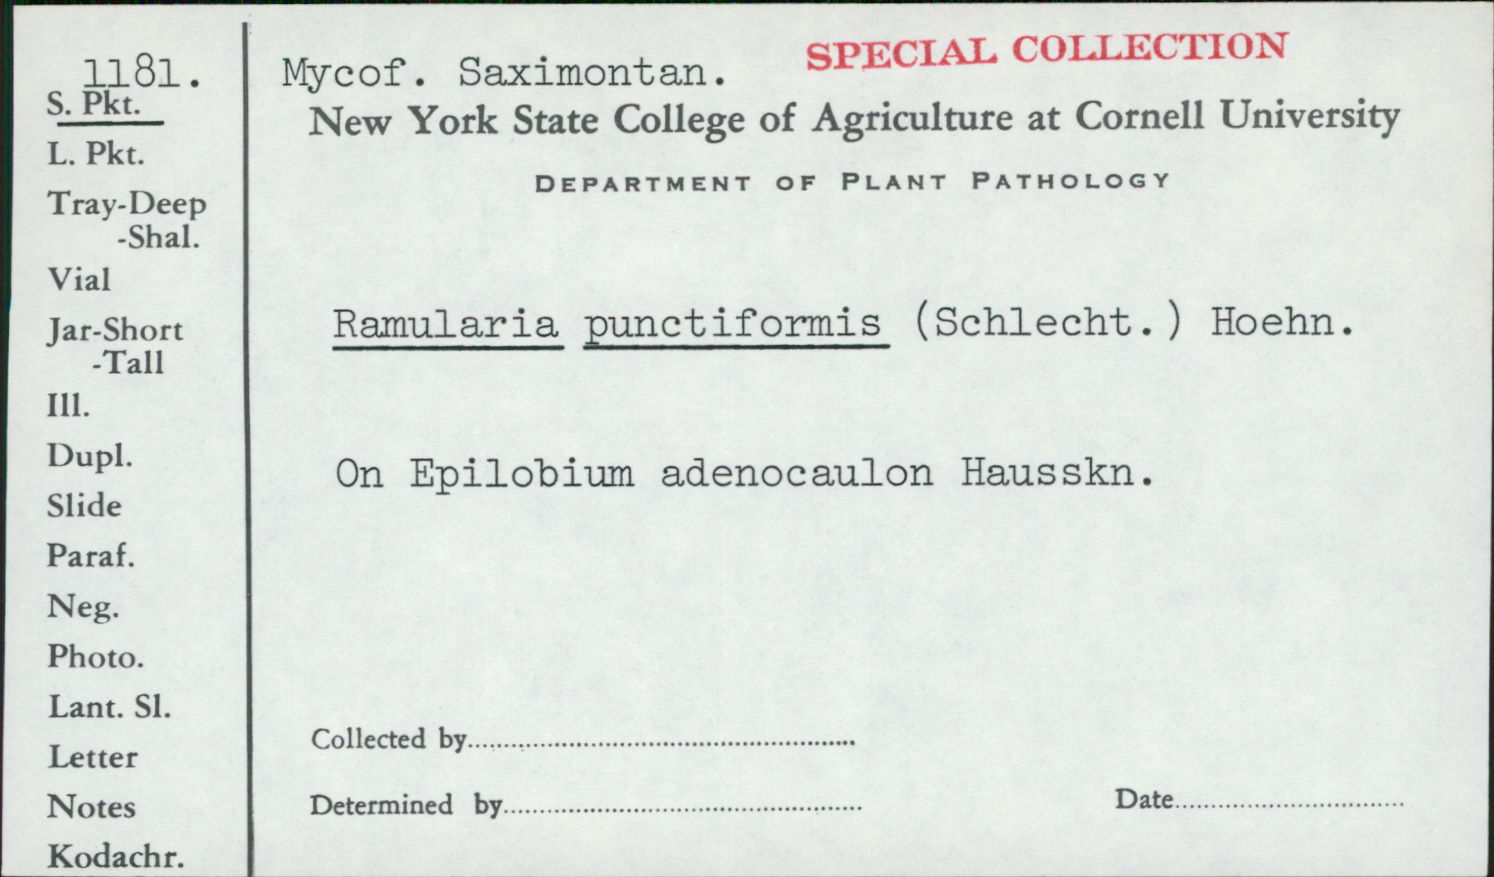 1181.
S. Pkt.
L. Pkt.
Tray-Deep
-Shal.
Vial
Jar-Short
-Tall
Ill.
Dupl.
Slide
Paraf.
Neg.
Photo.
Lant. Sl.
Letter
Notes
Kodachr.
Mycof. Saximontan.
SPECIAL COLLECTION
New York State College of Agriculture at Cornell University
DEPARTMENT OF PLANT PATHOLOGY
Ramularia punctiformis (Schlecht.) Hoehn.
On Epilobium adenocaulon Hausskn.
Collected by
Determined by
Date